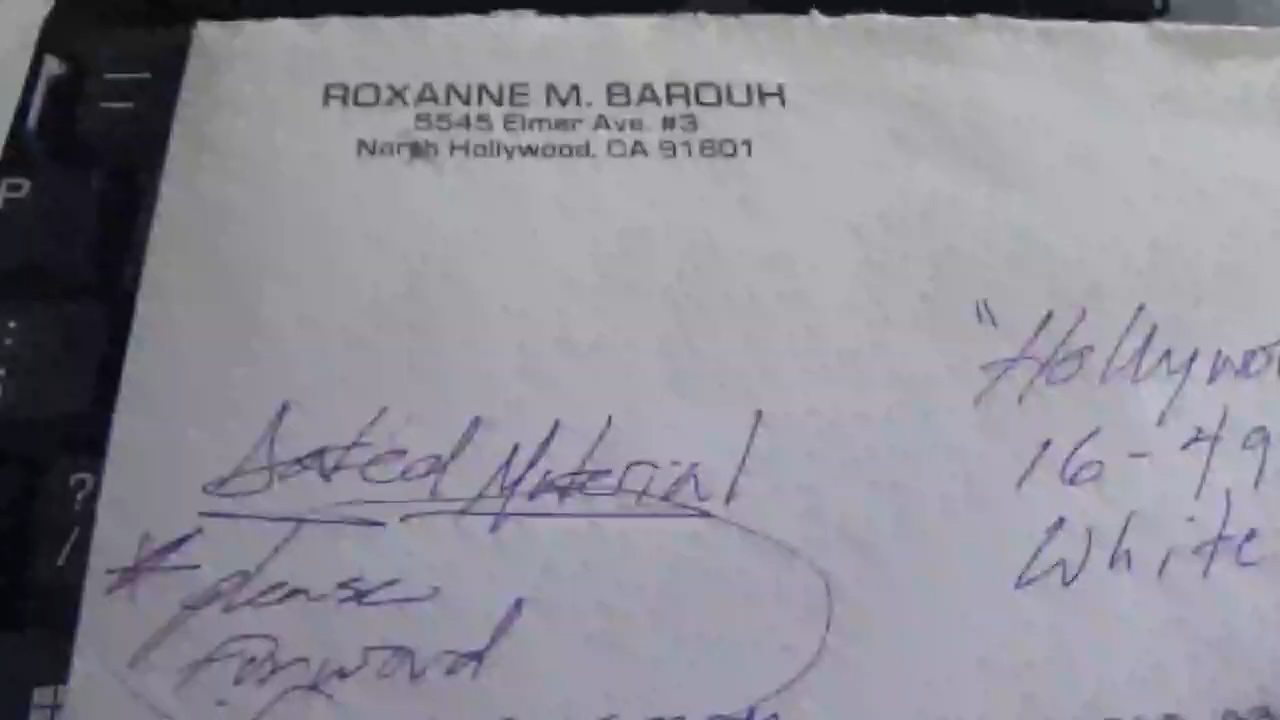 ROXANNE M. BAROUH
5545 Elmer Ave. #3
North Hollywood, CA 91601
"Hollywo
16-49
White
Dated Material
* please
Forward
P
?
/